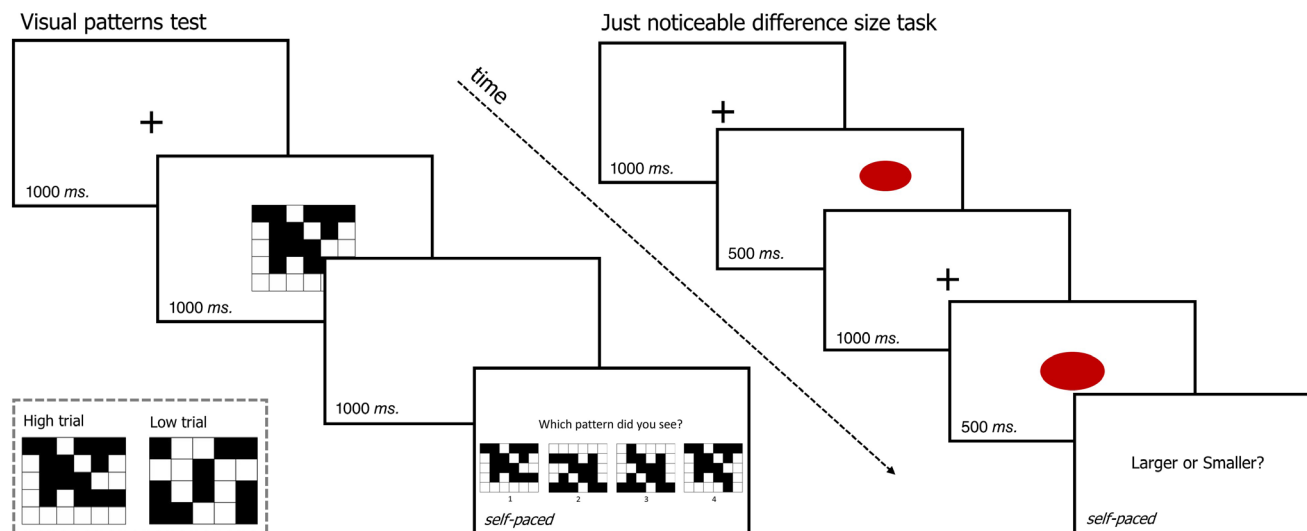 Visual patterns test
1000 ms.
1000 ms.
1000 ms.
Which pattern did you see?
1 2 3 4
self-paced
High trial Low trial
time
Just noticeable difference size task
1000 ms.
500 ms.
1000 ms.
500 ms.
Larger or Smaller?
self-paced